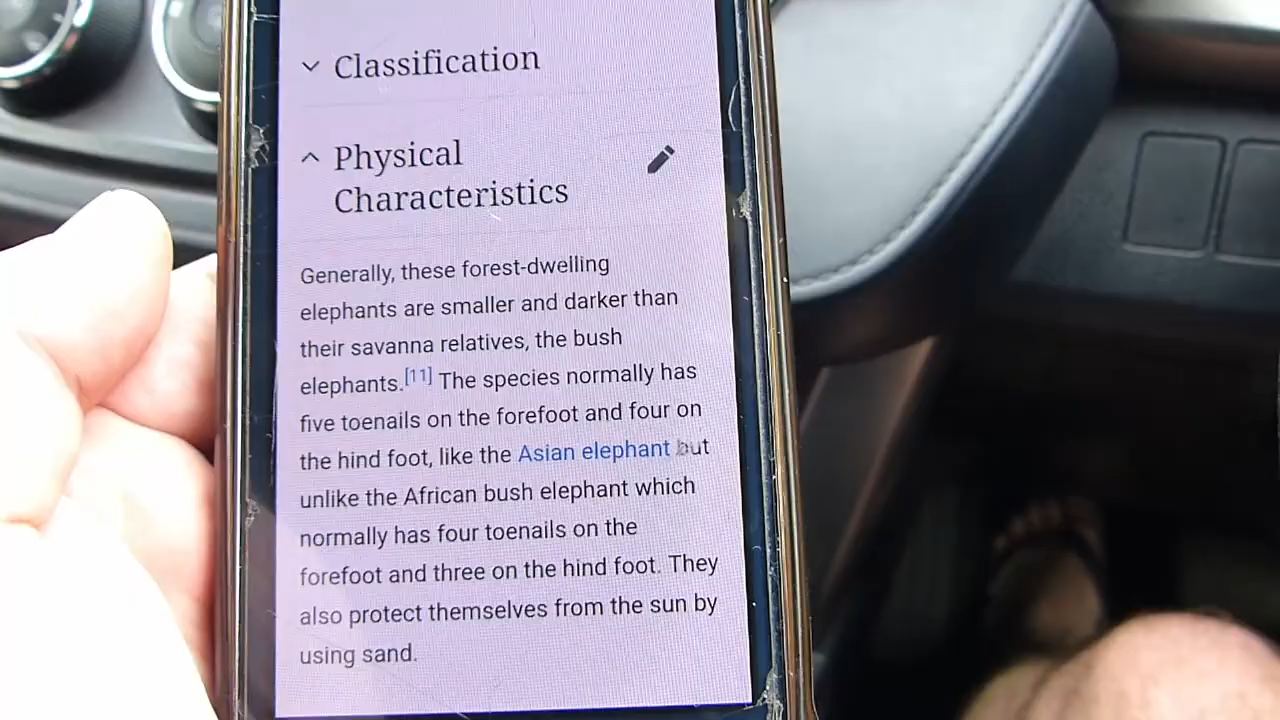 Classification
Physical
Characteristics
Generally, these forest-dwelling
elephants are smaller and darker than
their savanna relatives, the bush
elephants.[11] The species normally has
five toenails on the forefoot and four on
the hind foot, like the Asian elephant but
unlike the African bush elephant which
normally has four toenails on the
forefoot and three on the hind foot. They
also protect themselves from the sun by
using sand.